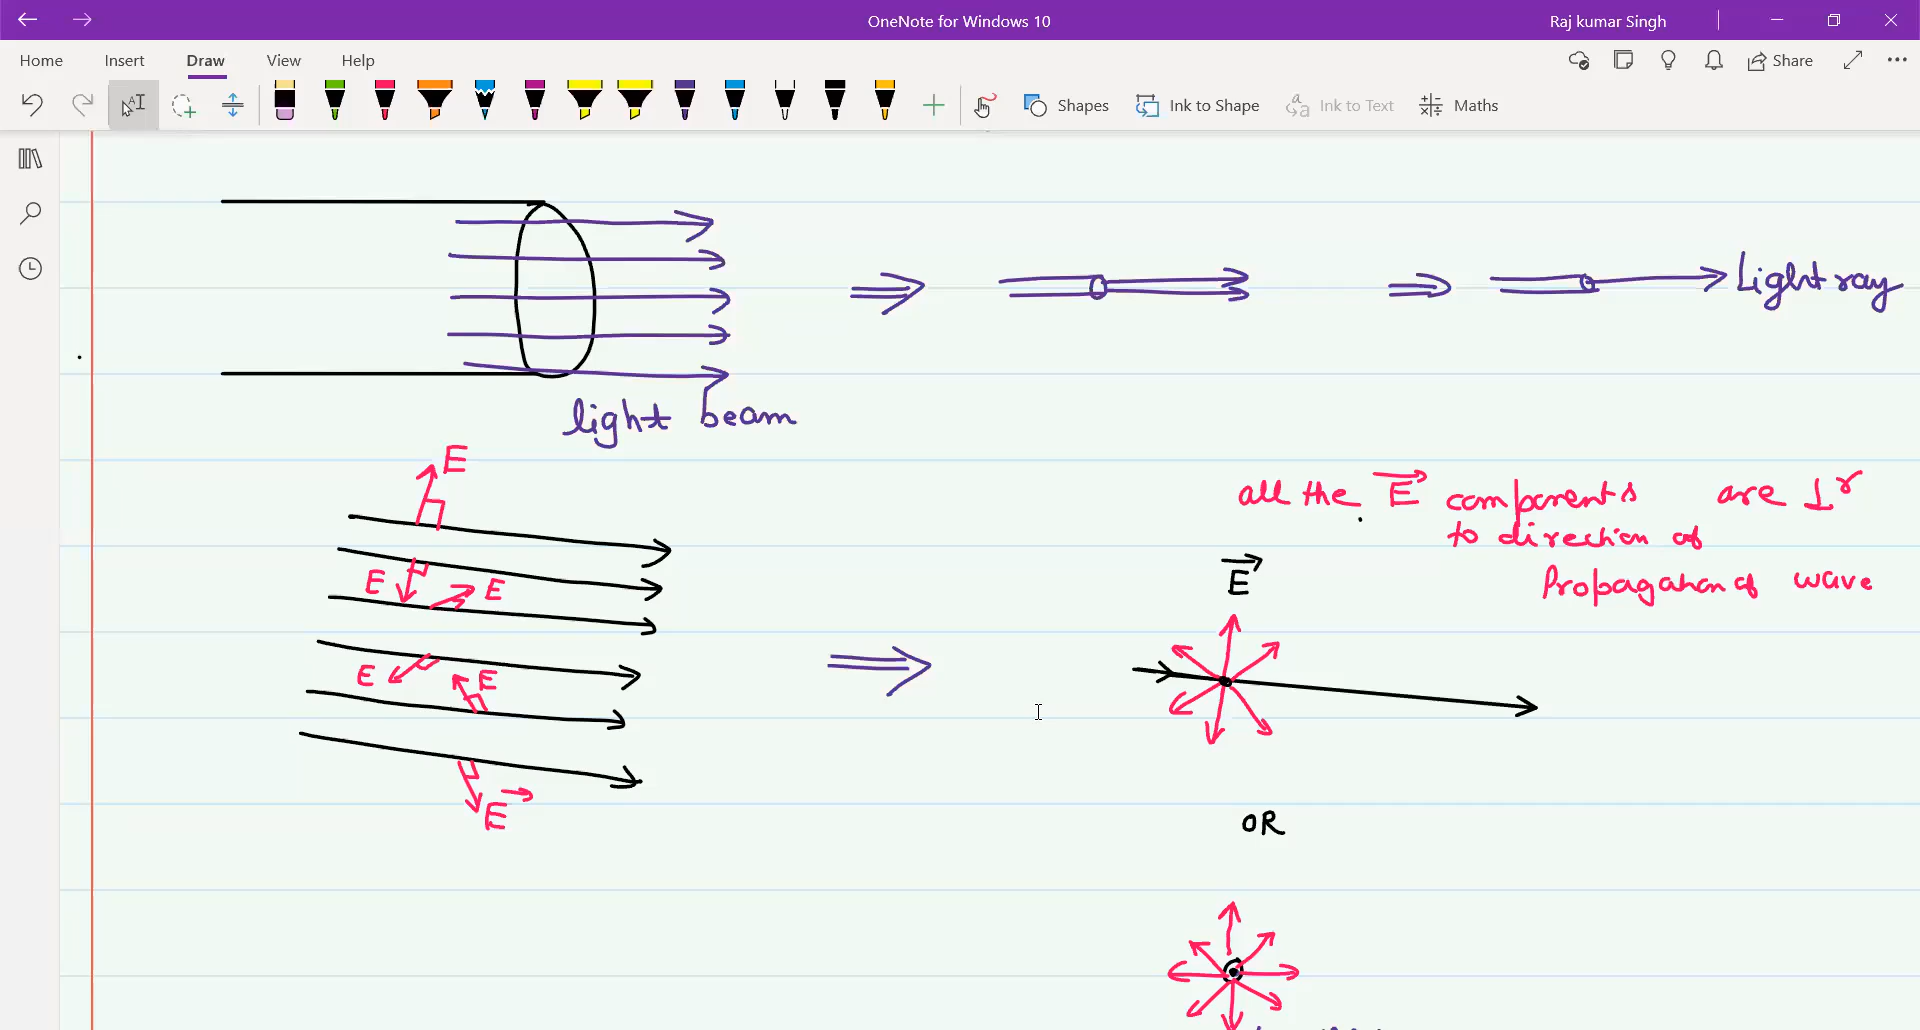 OneNote for Windows 10
Raj kumar Singh
Home Insert Draw View Help
Share
Shapes Ink to Shape Ink to Text Maths
Light ray
light beam
E
all the E components are ⊥r
to direction of
Propagation of wave
E
E E
E
E E
E
OR